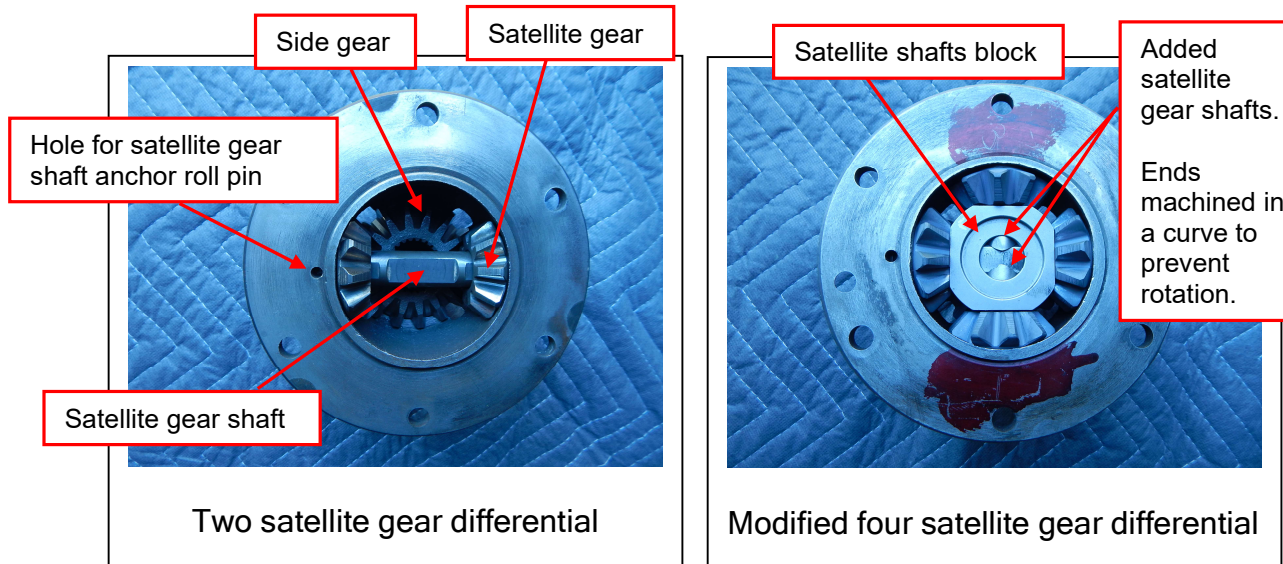 Side gear
Satellite gear
Hole for satellite gear
shaft anchor roll pin
Satellite gear shaft
Two satellite gear differential
Satellite shafts block
Added
satellite
gear shafts.
Ends
machined in
a curve to
prevent
rotation.
Modified four satellite gear differential